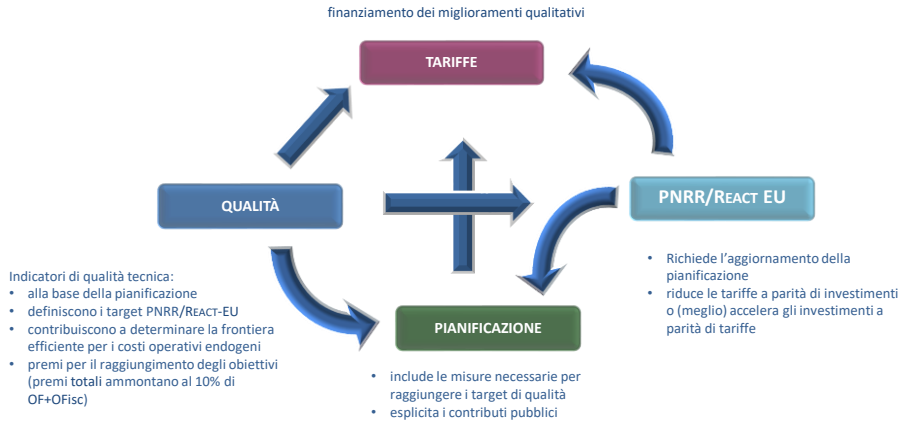 finanziamento dei miglioramenti qualitativi
TARIFFE
QUALITÀ
PNRR/REACT EU
Indicatori di qualità tecnica:
• alla base della pianificazione
• definiscono i target PNRR/REACT-EU
• contribuiscono a determinare la frontiera
efficiente per i costi operativi endogeni
• premi per il raggiungimento degli obiettivi
(premi totali ammontano al 10% di
OF+OFisc)
PIANIFICAZIONE
• include le misure necessarie per
raggiungere i target di qualità
• esplicita i contributi pubblici
• Richiede l'aggiornamento della
pianificazione
• riduce le tariffe a parità di investimenti
o (meglio) accelera gli investimenti a
parità di tariffe